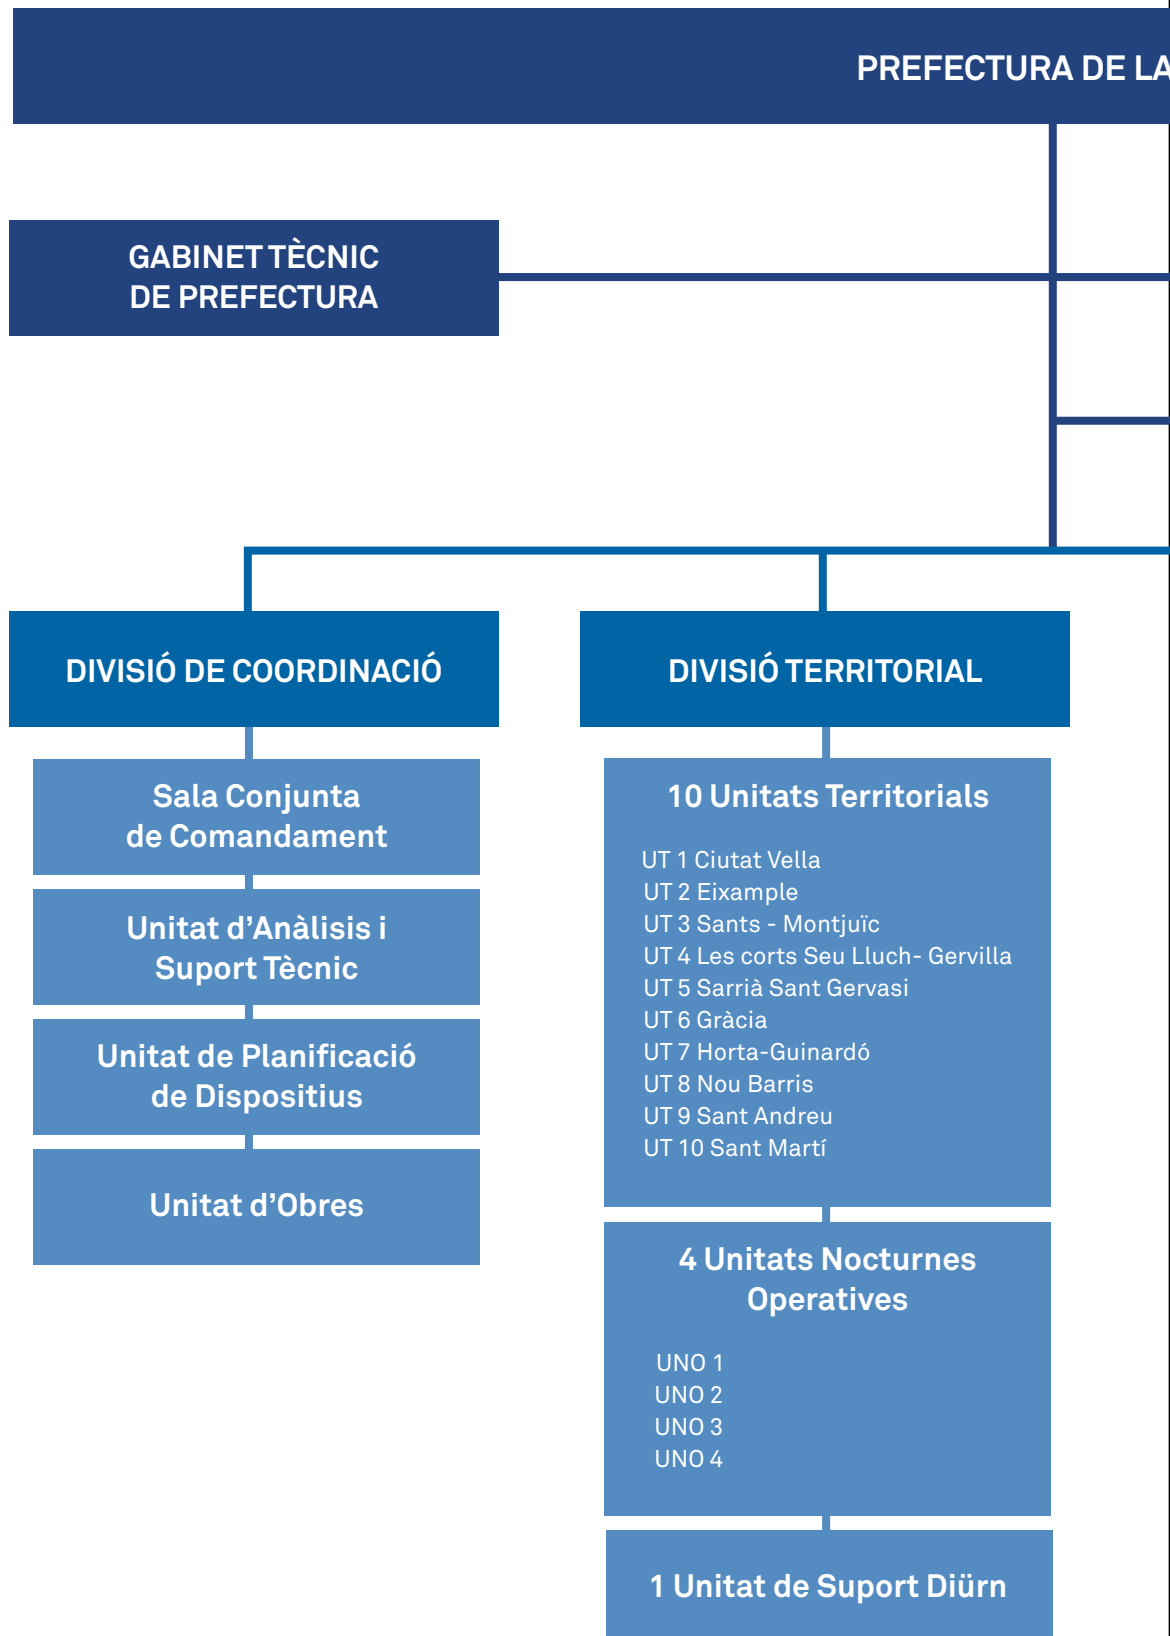 PREFECTURA DE LA
GABINET TÈCNIC
DE PREFECTURA
DIVISIÓ DE COORDINACIÓ
Sala Conjunta
de Comandament
Unitat d’Anàlisis i
Suport Tècnic
Unitat de Planificació
de Dispositius
Unitat d’Obres
DIVISIÓ TERRITORIAL
10 Unitats Territorials
UT 1 Ciutat Vella
UT 2 Eixample
UT 3 Sants - Montjuïc
UT 4 Les corts Seu Lluch- Gervilla
UT 5 Sarrià Sant Gervasi
UT 6 Gràcia
UT 7 Horta-Guinardó
UT 8 Nou Barris
UT 9 Sant Andreu
UT 10 Sant Martí
4 Unitats Nocturnes
Operatives
UNO 1
UNO 2
UNO 3
UNO 4
1 Unitat de Suport Diürn